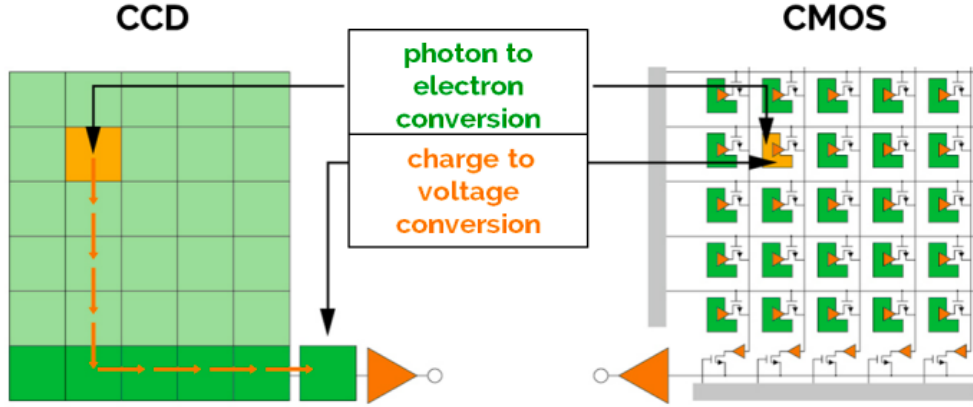 CCD
CMOS
photon to
electron
conversion
charge to
voltage
conversion